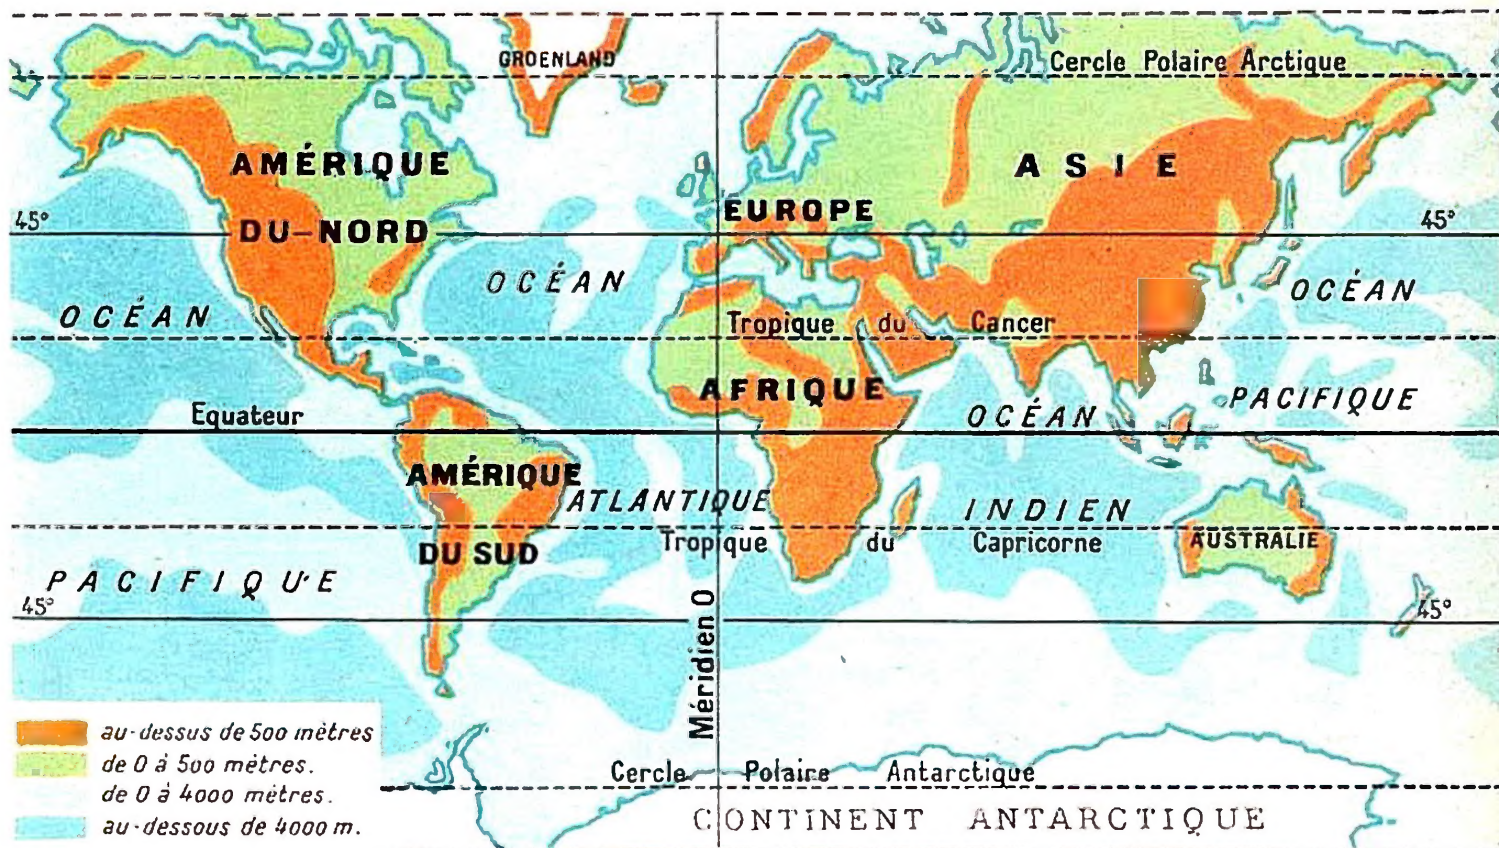 GROENLAND
Cercle Polaire Arctique
AMÉRIQUE
DU NORD
ASIE
EUROPE
45°
45°
OCÉAN
OCÉAN
OCÉAN
Tropique du Cancer
AFRIQUE
Equateur
OCÉAN
PACIFIQUE
AMÉRIQUE
DU SUD
ATLANTIQUE
INDIEN
Tropique du Capricorne
AUSTRALIE
PACIFIQUE
45°
45°
Méridien 0
au-dessus de 500 mètres
de 0 à 500 mètres.
de 0 à 4000 mètres.
au-dessous de 4000 m.
Cercle Polaire Antarctique
CONTINENT ANTARCTIQUE